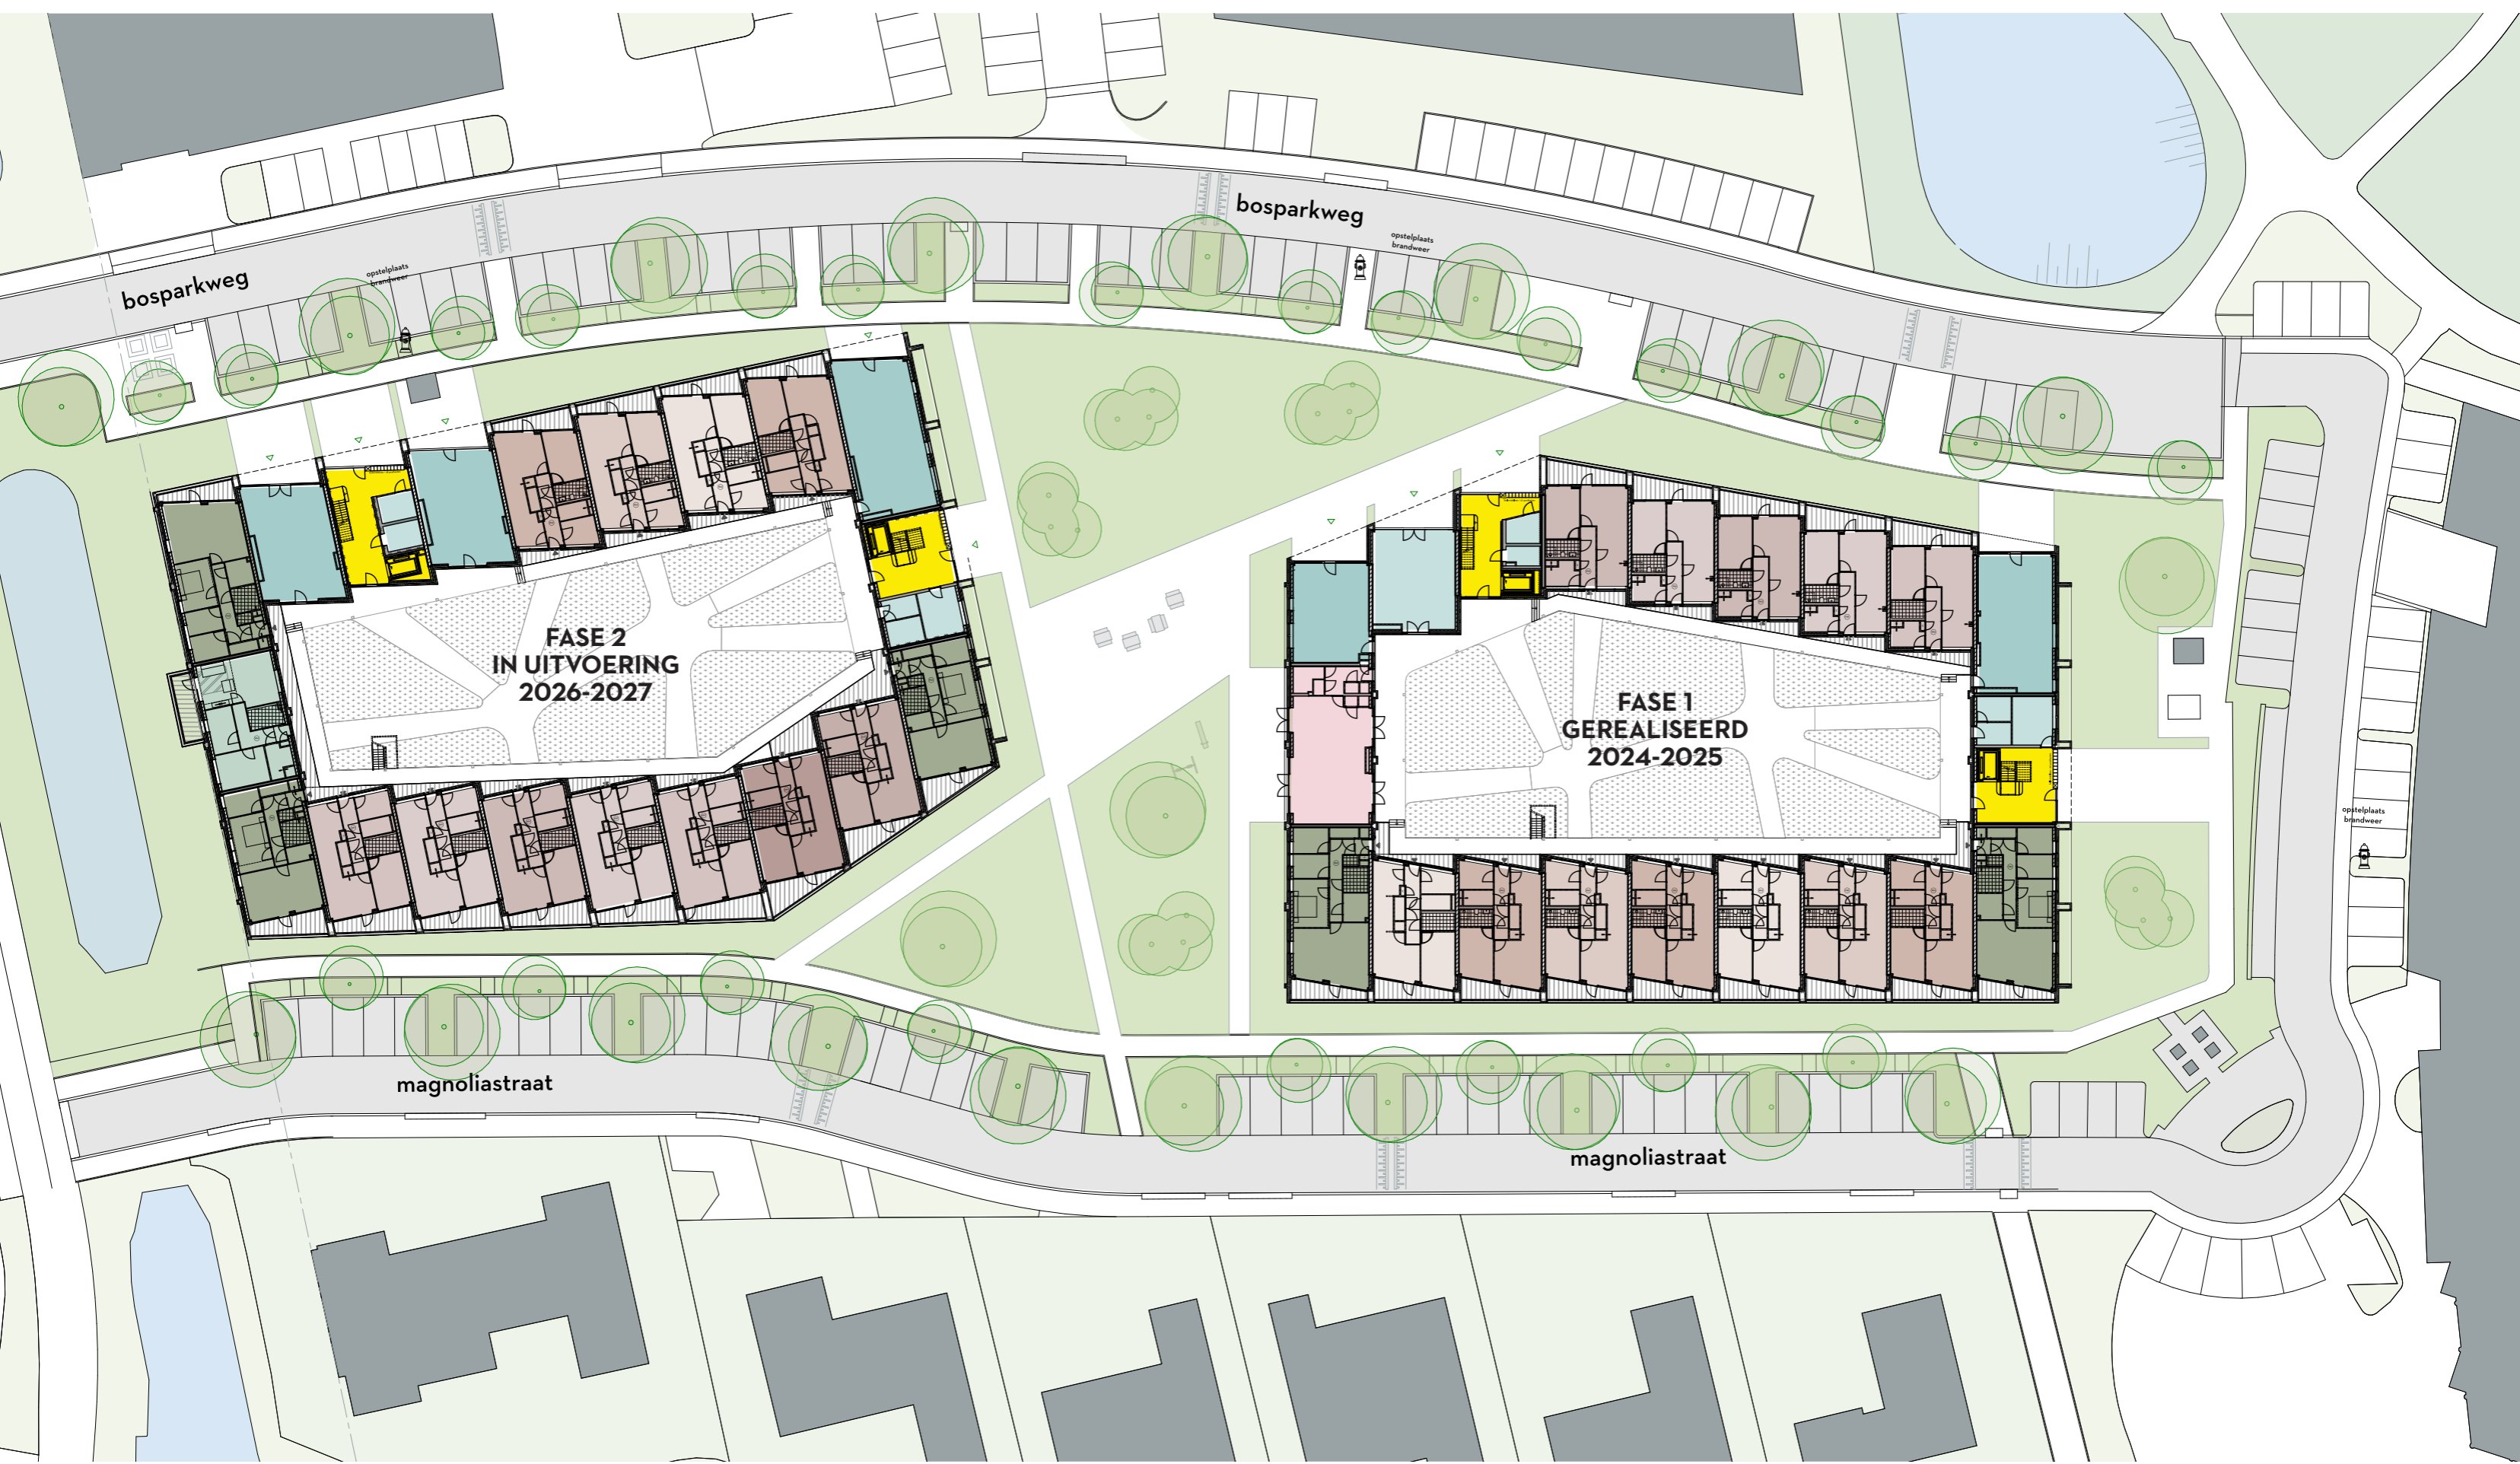 bosparkweg
opstelplaats
brandweer
bosparkweg
opstelplaats
brandweer
FASE 2
IN UITVOERING
2026-2027
FASE 1
GEREALISEERD
2024-2025
opstelplaats
brandweer
magnoliastraat
magnoliastraat